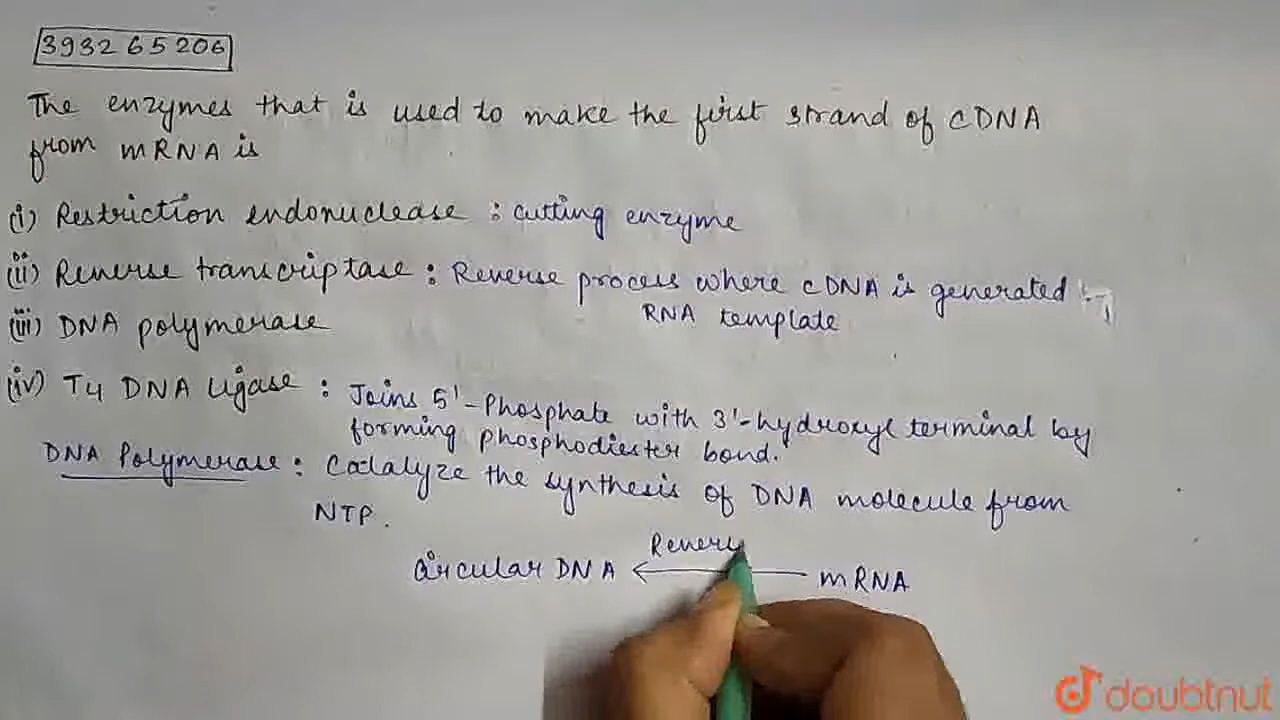 393265206
The enzymes that is used to make the first strand of CDNA
from mRNA is
(i) Restriction endonuclease : cutting enzyme
(ii) Reverse transcriptase : Reverse process where CDNA is generated
RNA template
(iii) DNA polymerase
(iv) T4 DNA ligase : Joins 5'-Phosphate with 3'-hydroxyl terminal by
forming phosphodiester bond.
DNA Polymerase : Catalyze the synthesis of DNA molecule from
NTP.
Revers
circular DNA ← mRNA
doubtnut